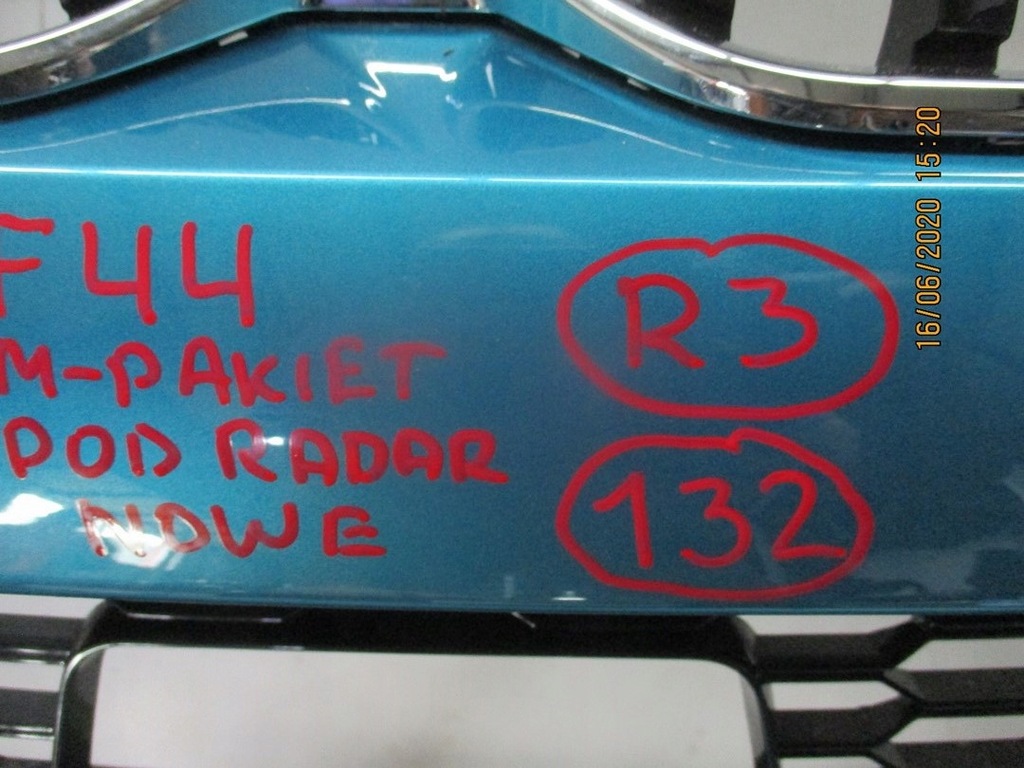 F44
M-PAKIET
POD RADAR
NOWE
R3
132
16/06/2020 15:20